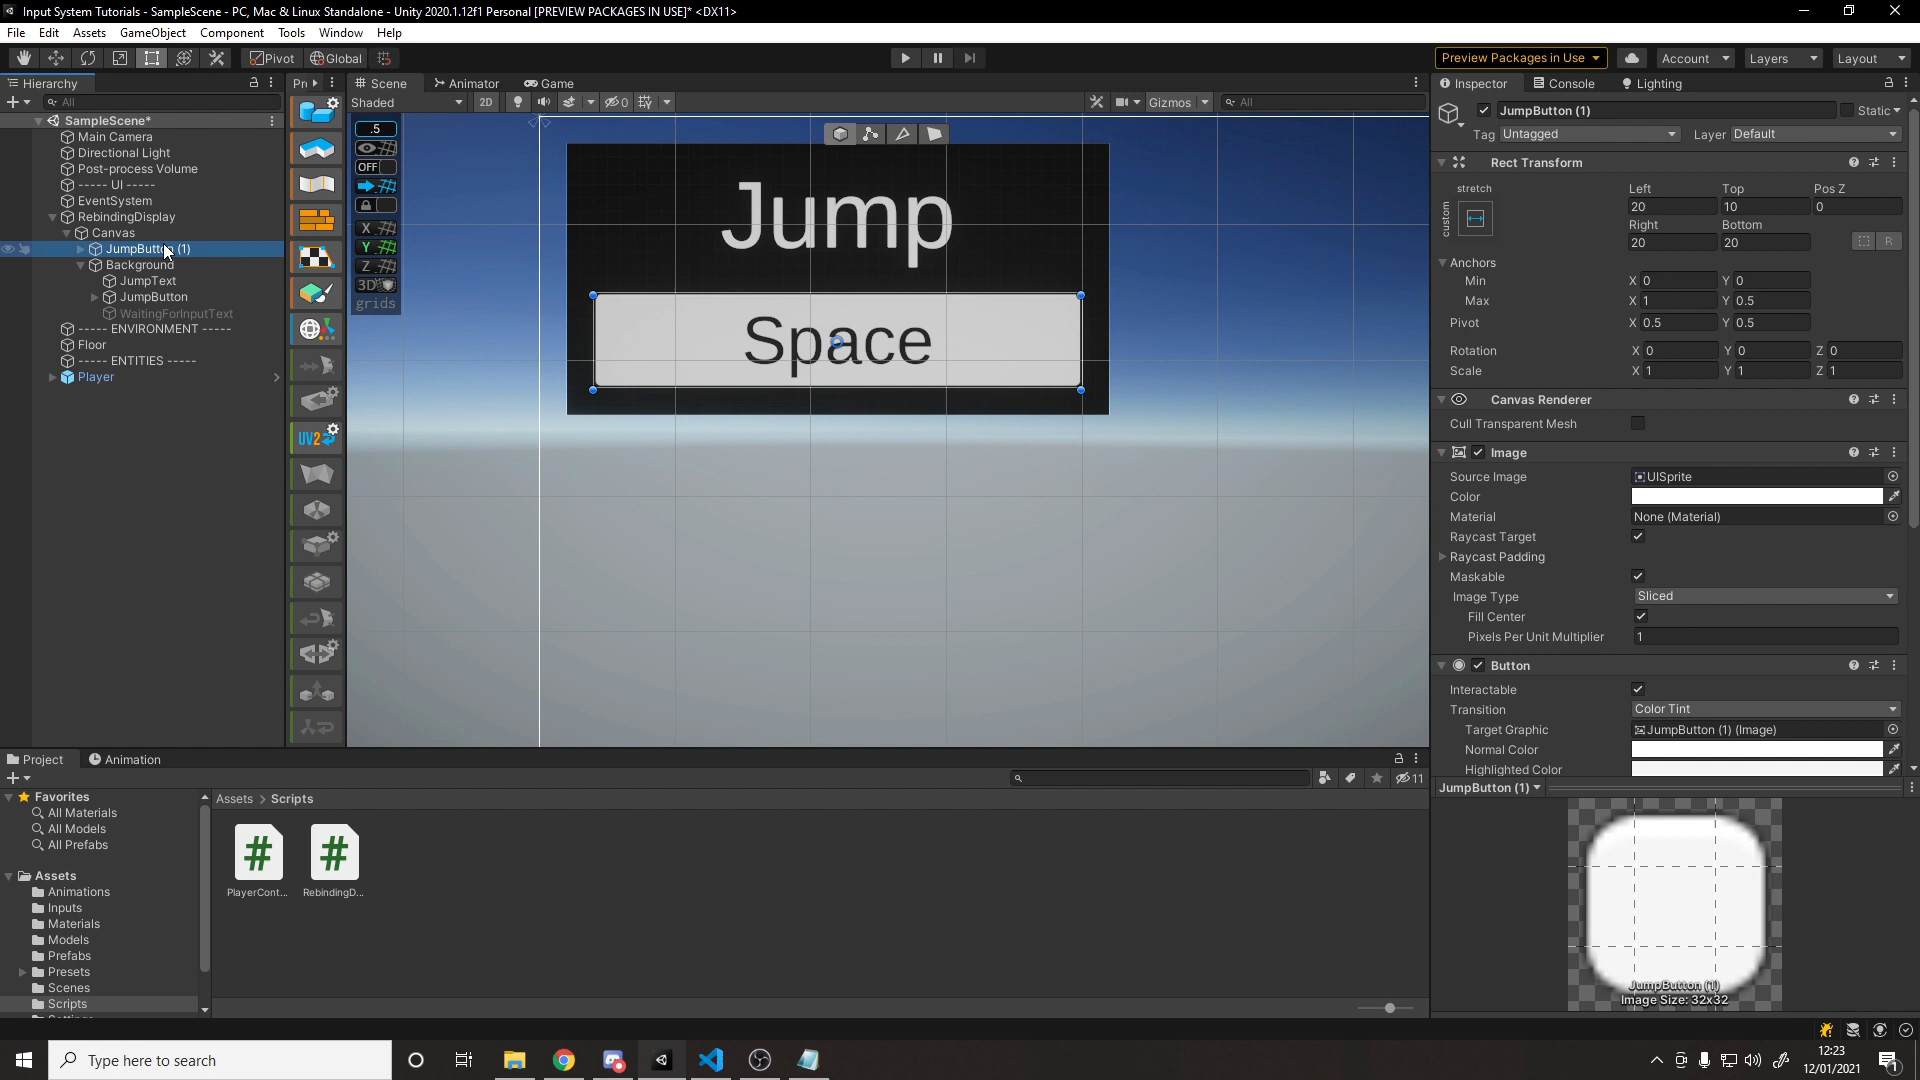 Input System Tutorials - SampleScene - PC, Mac & Linux Standalone - Unity 2020.1.12f1 Personal [PREVIEW PACKAGES IN USE]* <DX11>
File Edit Assets GameObject Component Tools Window Help
Pivot Global Preview Packages in Use Account Layers Layout
Hierarchy Pr Scene Animator Game Inspector Console Lighting
All Shaded 2D 0 Gizmos All
SampleScene*
Main Camera
Directional Light
Post-process Volume
----- UI -----
EventSystem
RebindingDisplay
Canvas
JumpButton (1)
Background
JumpText
JumpButton
WaitingForInputText
----- ENVIRONMENT -----
Floor
----- ENTITIES -----
Player
UV2
.5
OFF
X
Y
Z
3D
grids
Jump
Space
JumpButton (1) Static
Tag Untagged Layer Default
Rect Transform
stretch Left Top Pos Z
custom 20 10 0
Right Bottom
20 20 R
Anchors
Min X 0 Y 0
Max X 1 Y 0.5
Pivot X 0.5 Y 0.5
Rotation X 0 Y 0 Z 0
Scale X 1 Y 1 Z 1
Canvas Renderer
Cull Transparent Mesh
Image
Source Image UISprite
Color
Material None (Material)
Raycast Target
Raycast Padding
Maskable
Image Type Sliced
Fill Center
Pixels Per Unit Multiplier 1
Button
Interactable
Transition Color Tint
Target Graphic JumpButton (1) (Image)
Normal Color
Highlighted Color
JumpButton (1)
JumpButton (1)
Image Size: 32x32
Project Animation
11
Favorites
All Materials
All Models
All Prefabs
Assets
Animations
Inputs
Materials
Models
Prefabs
Presets
Scenes
Scripts
Assets > Scripts
PlayerCont... RebindingD...
Type here to search
12:23
12/01/2021
1